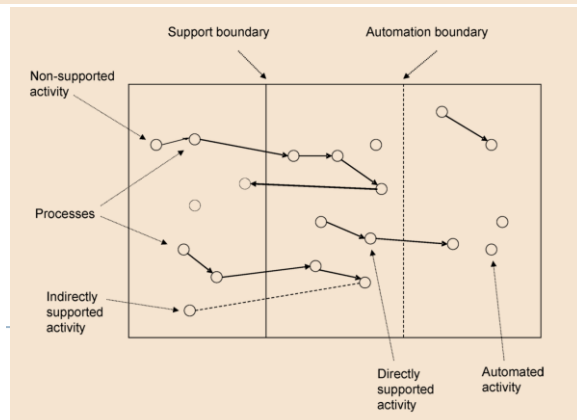 Support boundary
Automation boundary
Non-supported
activity
Processes
Indirectly
supported
activity
Directly
supported
activity
Automated
activity